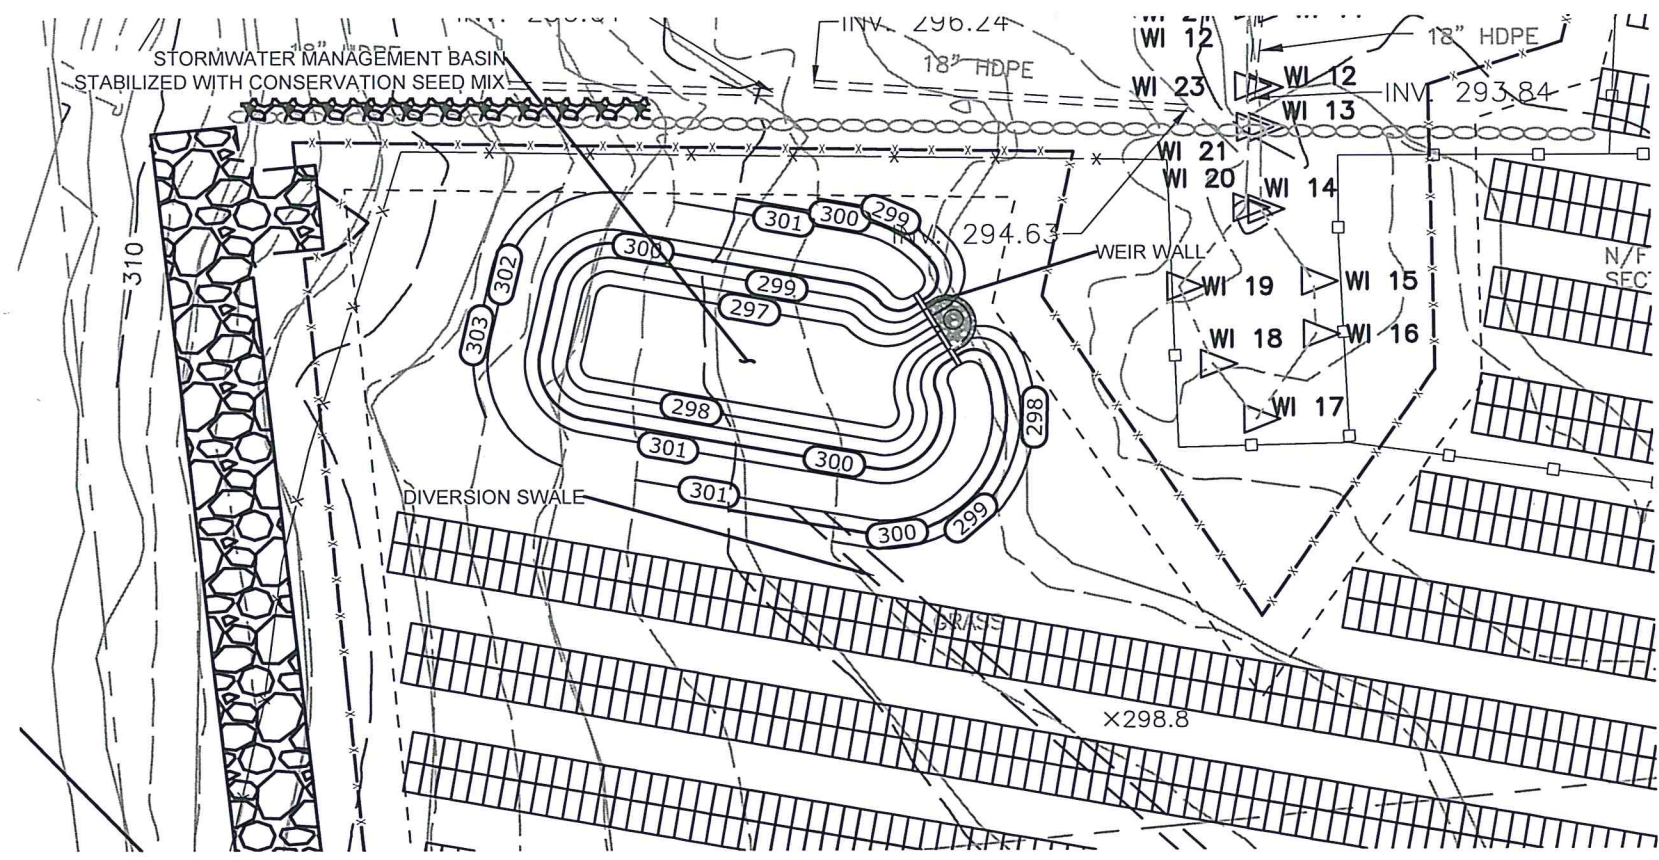 INV. 296.24
WI 12
18" HDPE
STORMWATER MANAGEMENT BASIN
STABILIZED WITH CONSERVATION SEED MIX
18" HDPE
18" HDPE
WI 23
WI 12
INV. 293.84
WI 13
WI 21
WI 20
WI 14
301
300
299
INV. 294.63
310
302
300
WEIR WALL
N/F
SEC
299
WI 19
WI 15
297
303
WI 18
WI 16
298
298
WI 17
301
300
301
DIVERSION SWALE
300
299
GRASS
×298.8